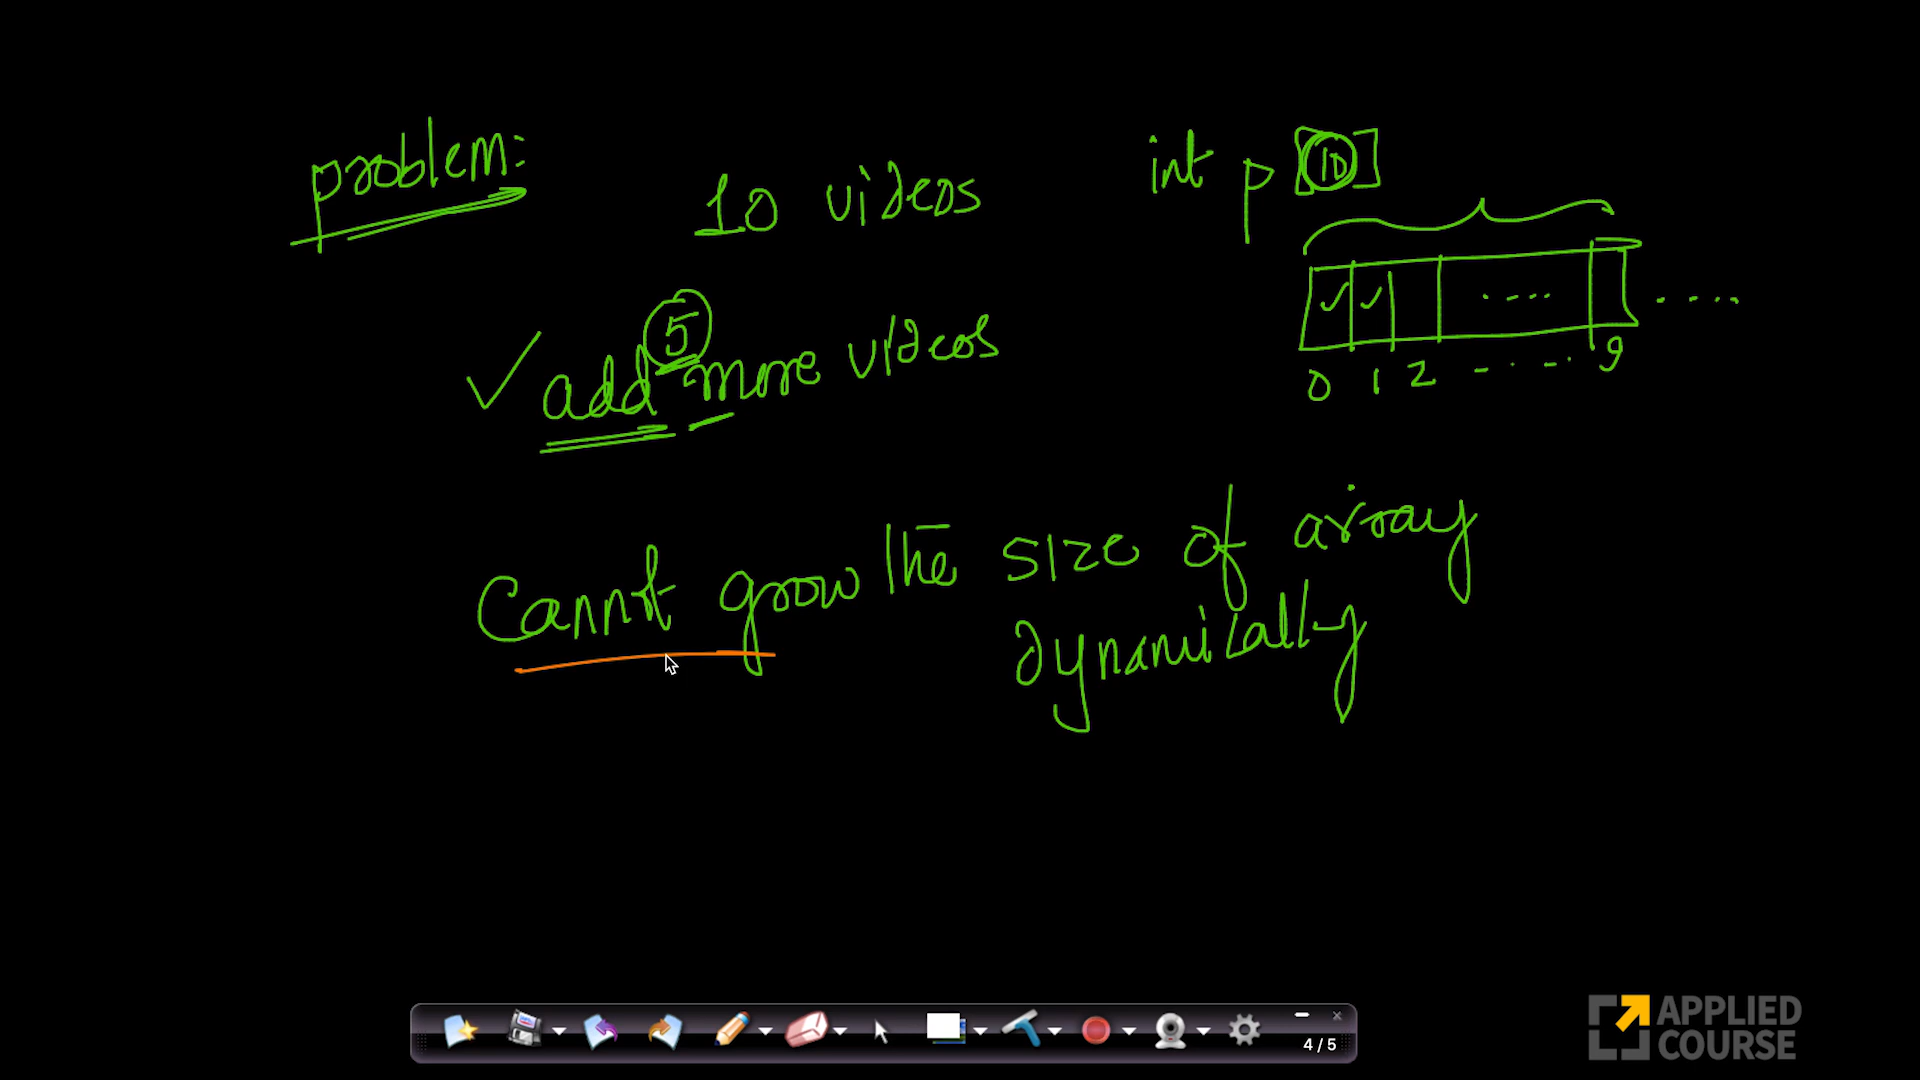 problem:
10 videos
int p [10]
add 5 more videos
0 1 2 - . - . 9
Cannot grow the size of array
dynamically
4 / 5
APPLIED
COURSE